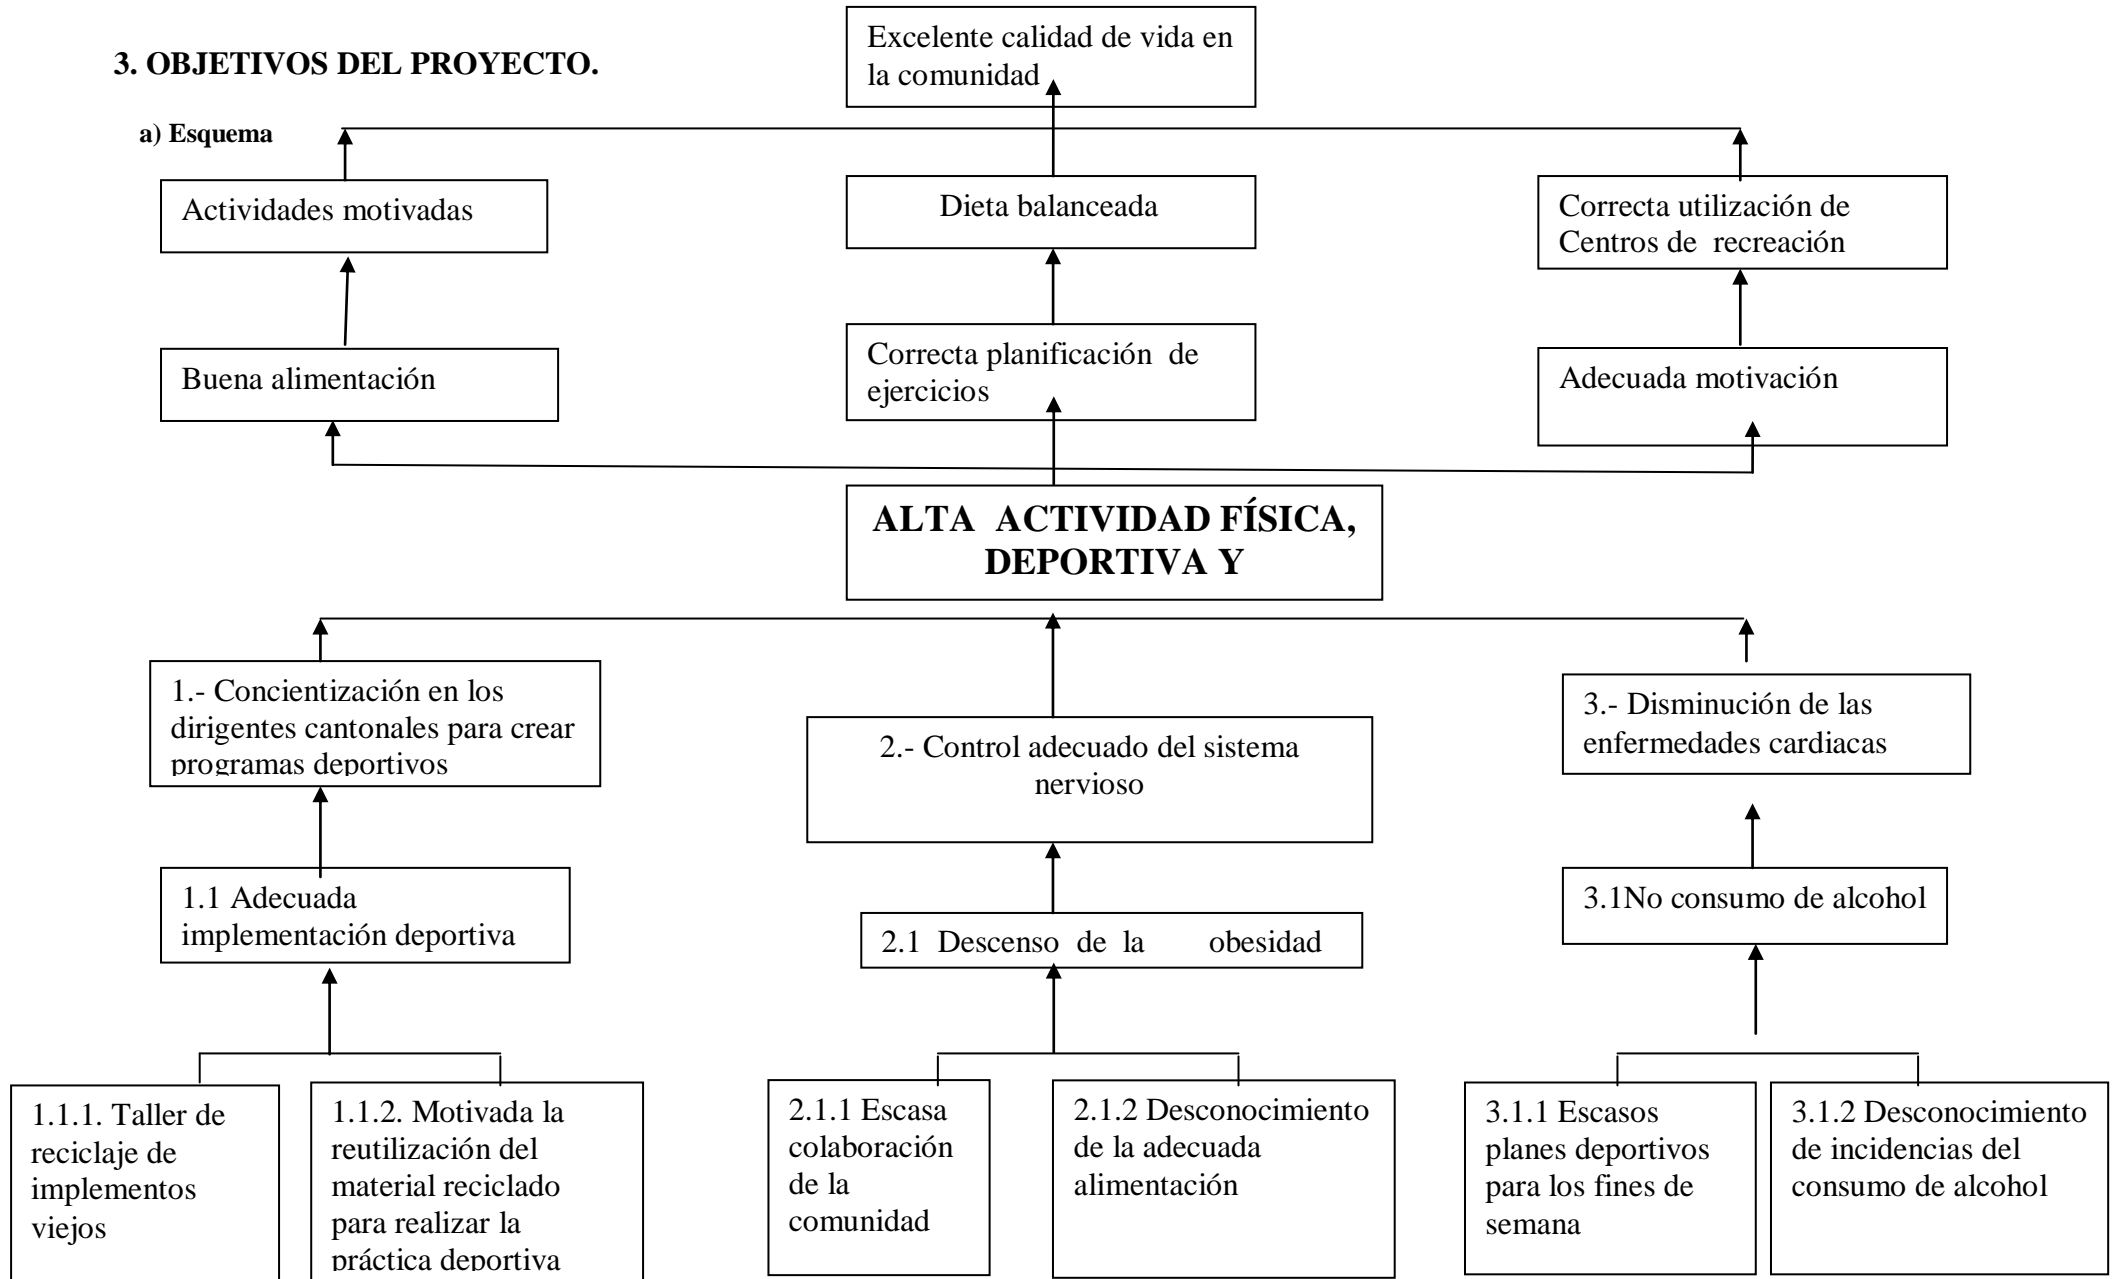 Excelente calidad de vida en
la comunidad
3. OBJETIVOS DEL PROYECTO.
a) Esquema
Actividades motivadas
Dieta balanceada
Correcta utilización de
Centros de recreación
Buena alimentación
Correcta planificación de
ejercicios
Adecuada motivación
ALTA ACTIVIDAD FÍSICA,
DEPORTIVA Y
1.- Concientización en los
dirigentes cantonales para crear
programas deportivos
2.- Control adecuado del sistema
nervioso
3.- Disminución de las
enfermedades cardiacas
1.1 Adecuada
implementación deportiva
2.1 Descenso de la obesidad
3.1No consumo de alcohol
1.1.1. Taller de
reciclaje de
implementos
viejos
1.1.2. Motivada la
reutilización del
material reciclado
para realizar la
práctica deportiva
2.1.1 Escasa
colaboración
de la
comunidad
2.1.2 Desconocimiento
de la adecuada
alimentación
3.1.1 Escasos
planes deportivos
para los fines de
semana
3.1.2 Desconocimiento
de incidencias del
consumo de alcohol